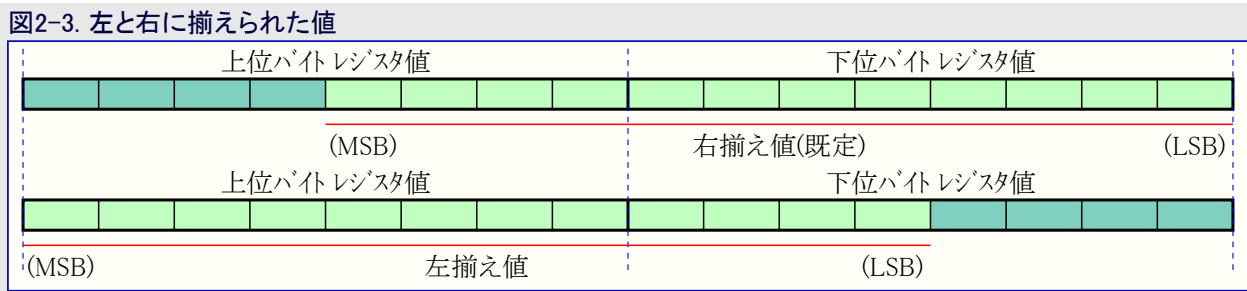 図2-3. 左と右に揃えられた値
上位ﾊﾞｲﾄ ﾚｼﾞｽﾀ値 下位ﾊﾞｲﾄ ﾚｼﾞｽﾀ値
(MSB) 右揃え値(既定) (LSB)
上位ﾊﾞｲﾄ ﾚｼﾞｽﾀ値 下位ﾊﾞｲﾄ ﾚｼﾞｽﾀ値
(MSB) 左揃え値 (LSB)